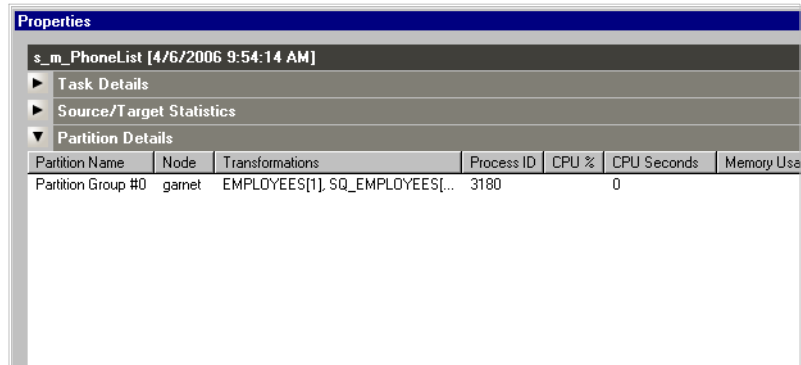 Properties
s_m_PhoneList [4/6/2006 9:54:14 AM]
Task Details
Source/Target Statistics
Partition Details
Partition Name Node Transformations Process ID CPU % CPU Seconds Memory Usa
Partition Group #0 garnet EMPLOYEES[1], SQ_EMPLOYEES[... 3180 0